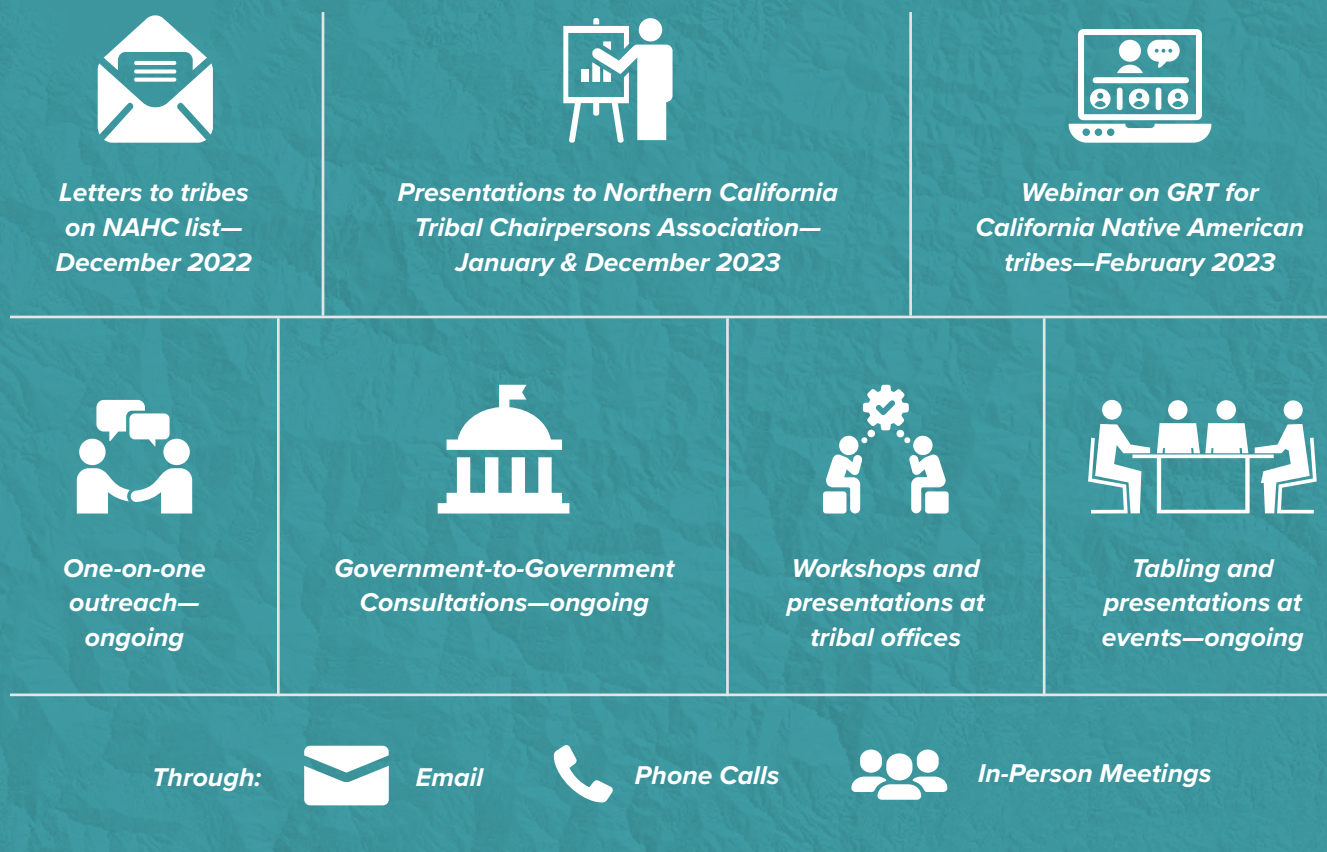 Letters to tribes
on NAHC list—
December 2022
Presentations to Northern California
Tribal Chairpersons Association—
January & December 2023
Webinar on GRT for
California Native American
tribes—February 2023
One-on-one
outreach—
ongoing
Government-to-Government
Consultations—ongoing
Workshops and
presentations at
tribal offices
Tabling and
presentations at
events—ongoing
Through:
Email
Phone Calls
In-Person Meetings